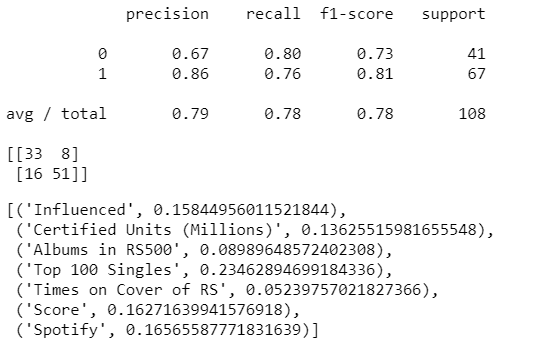 precision recall f1-score support
0 0.67 0.80 0.73 41
1 0.86 0.76 0.81 67
avg / total 0.79 0.78 0.78 108
[[33 8]
[16 51]]
[('Influenced', 0.15844956011521844),
('Certified Units (Millions)', 0.13625515981655548),
('Albums in RS500', 0.08989648572402308),
('Top 100 Singles', 0.23462894699184336),
('Times on Cover of RS', 0.05239757021827366),
('Score', 0.16271639941576918),
('Spotify', 0.16565587771831639)]